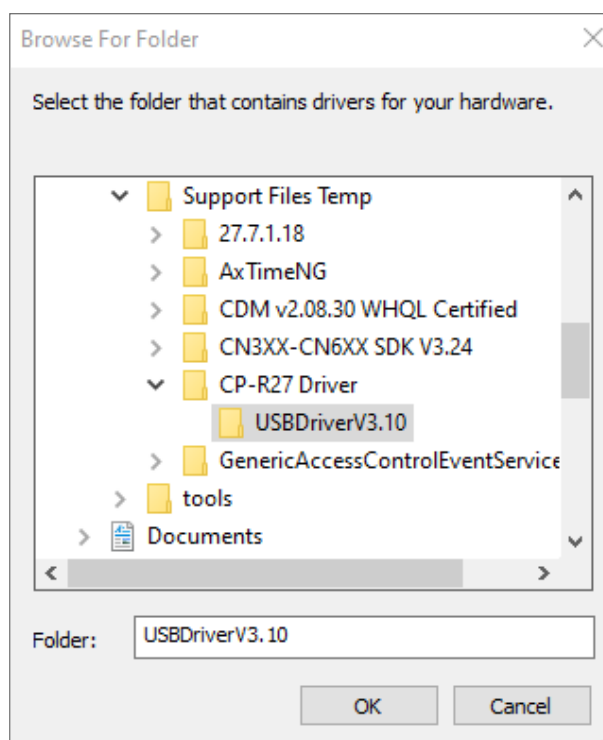 Browse For Folder
Select the folder that contains drivers for your hardware.
Support Files Temp
27.7.1.18
AxTimeNG
CDM v2.08.30 WHQL Certified
CN3XX-CN6XX SDK V3.24
CP-R27 Driver
USBDriverV3.10
GenericAccessControlEventService
tools
Documents
Folder: USBDriverV3.10
OK Cancel